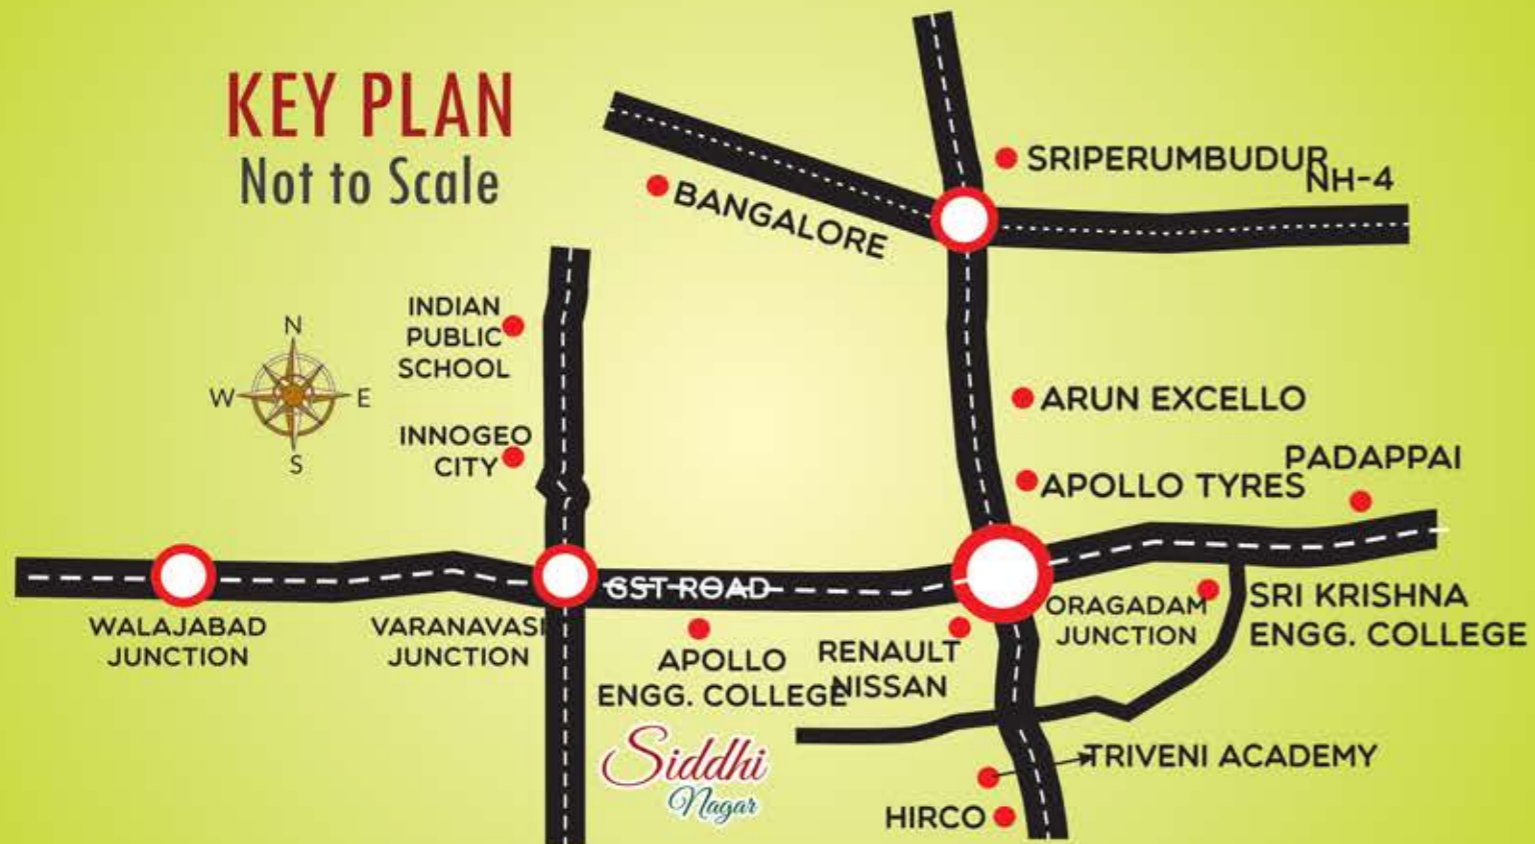 KEY PLAN
Not to Scale
SRIPERUMBUDUR
NH-4
BANGALORE
INDIAN
PUBLIC
SCHOOL
N
W
E
S
INNOGEO
CITY
ARUN EXCELLO
PADAPPAI
APOLLO TYRES
GST ROAD
WALAJABAD
JUNCTION
VARANAVASI
JUNCTION
APOLLO
ENGG. COLLEGE
RENAULT
NISSAN
ORAGADAM
JUNCTION
SRI KRISHNA
ENGG. COLLEGE
Siddhi
Nagar
TRIVENI ACADEMY
HIRCO